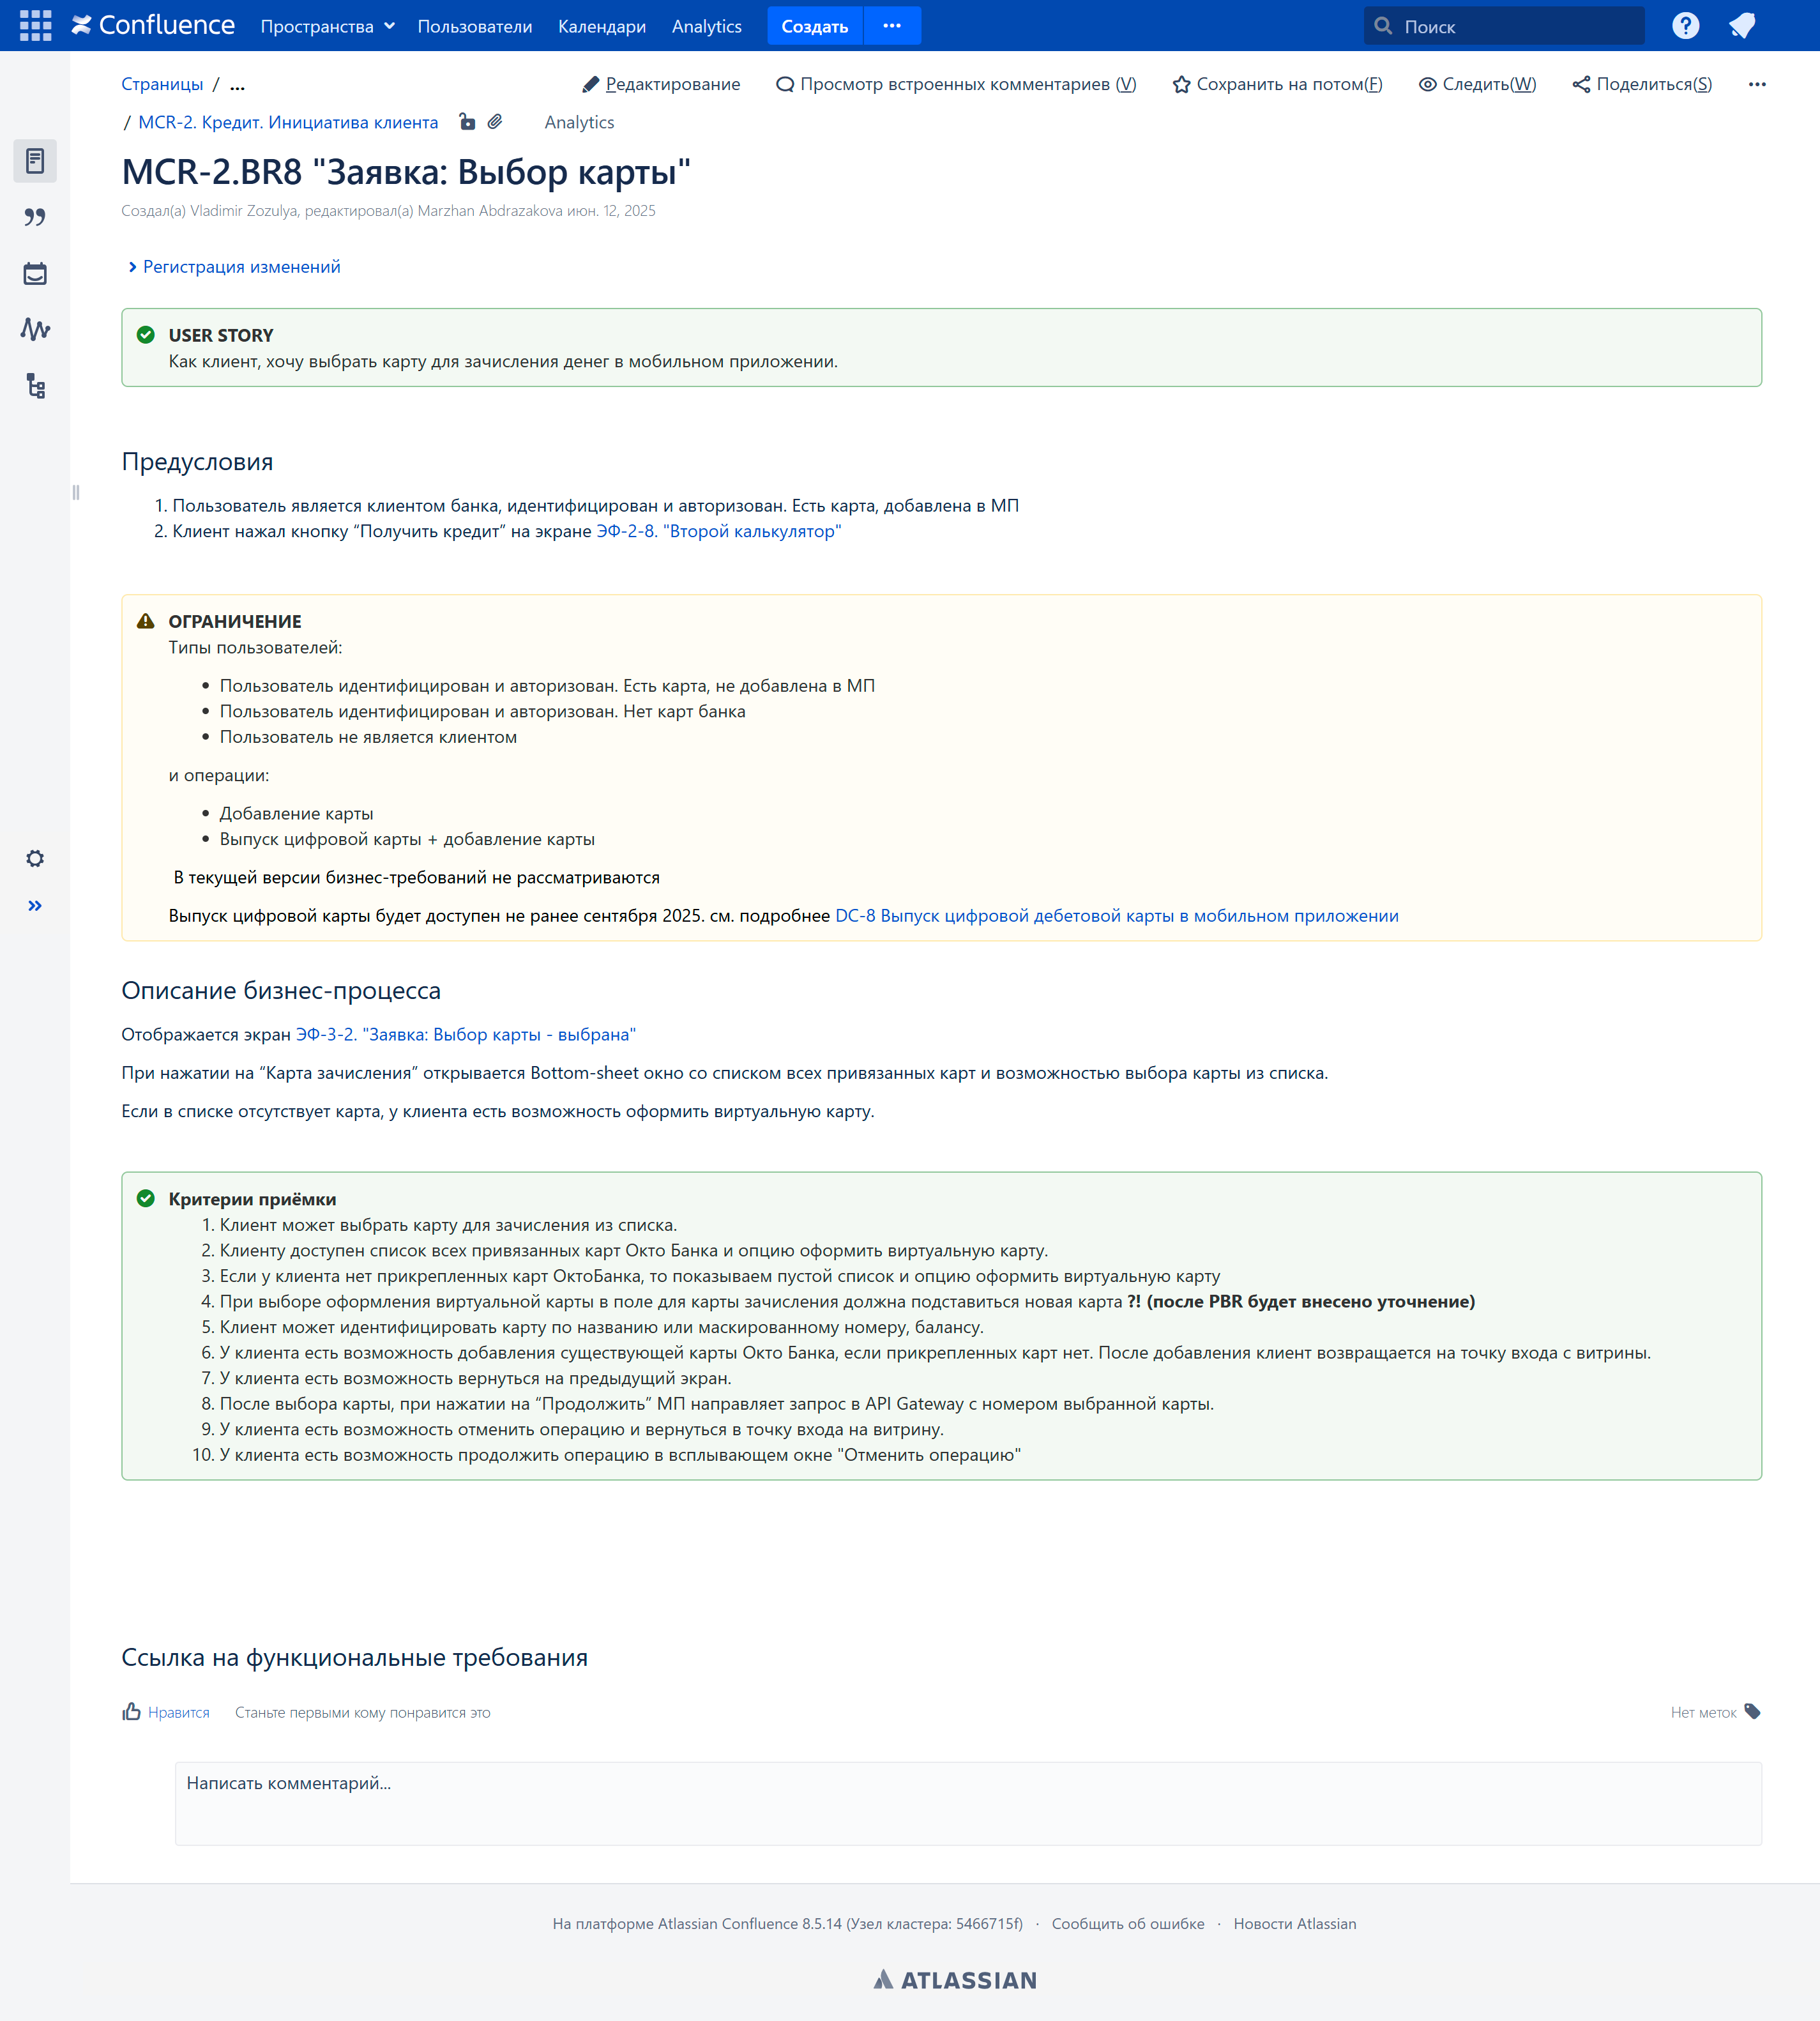 Confluence Пространства Пользователи Календари Analytics Создать ... Поиск
Страницы / ... Редактирование Просмотр встроенных комментариев (V) Сохранить на потом(F) Следить(W) Поделиться(S) ...
/ MCR-2. Кредит. Инициатива клиента Analytics
MCR-2.BR8 "Заявка: Выбор карты"
Создал(а) Vladimir Zozulya, редактировал(а) Marzhan Abdrazakova июн. 12, 2025
Регистрация изменений
USER STORY
Как клиент, хочу выбрать карту для зачисления денег в мобильном приложении.
Предусловия
1. Пользователь является клиентом банка, идентифицирован и авторизован. Есть карта, добавлена в МП
2. Клиент нажал кнопку “Получить кредит” на экране ЭФ-2-8. "Второй калькулятор"
ОГРАНИЧЕНИЕ
Типы пользователей:
• Пользователь идентифицирован и авторизован. Есть карта, не добавлена в МП
• Пользователь идентифицирован и авторизован. Нет карт банка
• Пользователь не является клиентом
и операции:
• Добавление карты
• Выпуск цифровой карты + добавление карты
В текущей версии бизнес-требований не рассматриваются
Выпуск цифровой карты будет доступен не ранее сентября 2025. см. подробнее DC-8 Выпуск цифровой дебетовой карты в мобильном приложении
Описание бизнес-процесса
Отображается экран ЭФ-3-2. "Заявка: Выбор карты - выбрана"
При нажатии на “Карта зачисления” открывается Bottom-sheet окно со списком всех привязанных карт и возможностью выбора карты из списка.
Если в списке отсутствует карта, у клиента есть возможность оформить виртуальную карту.
Критерии приёмки
1. Клиент может выбрать карту для зачисления из списка.
2. Клиенту доступен список всех привязанных карт Окто Банка и опцию оформить виртуальную карту.
3. Если у клиента нет прикрепленных карт ОктоБанка, то показываем пустой список и опцию оформить виртуальную карту
4. При выборе оформления виртуальной карты в поле для карты зачисления должна подставиться новая карта ?! (после PBR будет внесено уточнение)
5. Клиент может идентифицировать карту по названию или маскированному номеру, балансу.
6. У клиента есть возможность добавления существующей карты Окто Банка, если прикрепленных карт нет. После добавления клиент возвращается на точку входа с витрины.
7. У клиента есть возможность вернуться на предыдущий экран.
8. После выбора карты, при нажатии на “Продолжить” МП направляет запрос в API Gateway с номером выбранной карты.
9. У клиента есть возможность отменить операцию и вернуться в точку входа на витрину.
10. У клиента есть возможность продолжить операцию в всплывающем окне "Отменить операцию"
Ссылка на функциональные требования
Нравится Станьте первыми кому понравится это Нет меток
Написать комментарий...
На платформе Atlassian Confluence 8.5.14 (Узел кластера: 5466715f) · Сообщить об ошибке · Новости Atlassian
ATLASSIAN